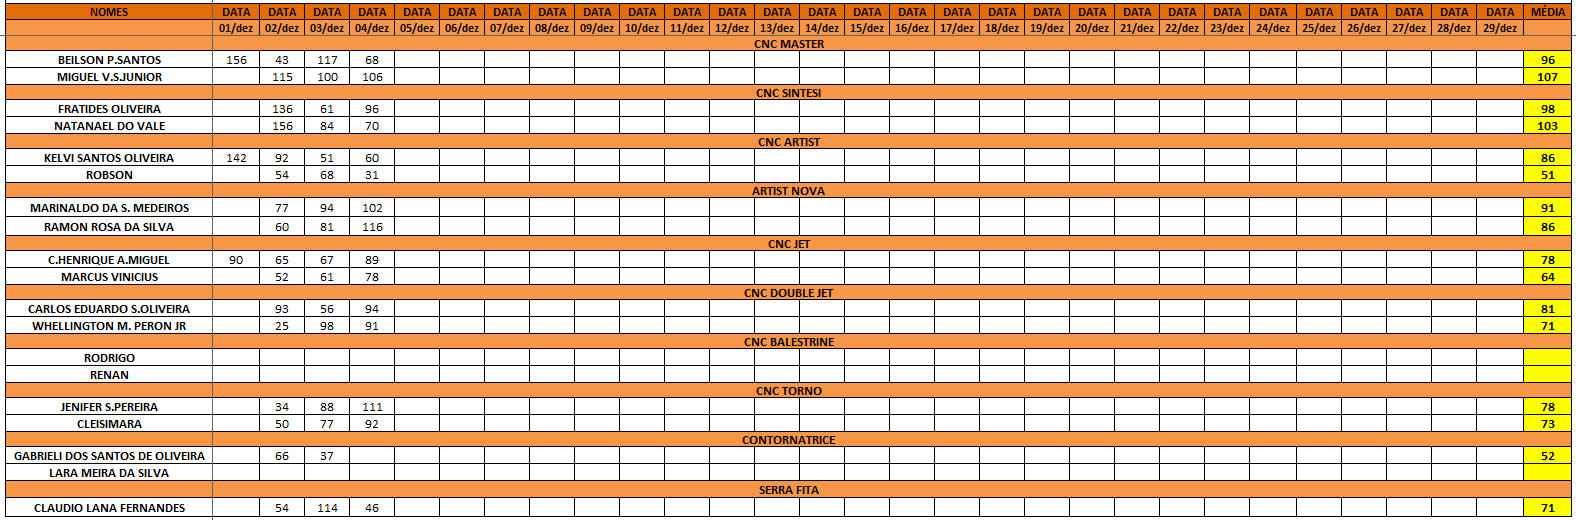 NOMES DATA DATA DATA DATA DATA DATA DATA DATA DATA DATA DATA DATA DATA DATA DATA DATA DATA DATA DATA DATA DATA DATA DATA DATA DATA DATA DATA DATA DATA MÉDIA
01/dez 02/dez 03/dez 04/dez 05/dez 06/dez 07/dez 08/dez 09/dez 10/dez 11/dez 12/dez 13/dez 14/dez 15/dez 16/dez 17/dez 18/dez 19/dez 20/dez 21/dez 22/dez 23/dez 24/dez 25/dez 26/dez 27/dez 28/dez 29/dez
CNC MASTER
BEILSON P.SANTOS 156 43 117 68 96
MIGUEL V.S.JUNIOR 115 100 106 107
CNC SINTESI
FRATIDES OLIVEIRA 136 61 96 98
NATANAEL DO VALE 156 84 70 103
CNC ARTIST
KELVI SANTOS OLIVEIRA 142 92 51 60 86
ROBSON 54 68 31 51
ARTIST NOVA
MARINALDO DA S. MEDEIROS 77 94 102 91
RAMON ROSA DA SILVA 60 81 116 86
CNC JET
C.HENRIQUE A.MIGUEL 90 65 67 89 78
MARCUS VINICIUS 52 61 78 64
CNC DOUBLE JET
CARLOS EDUARDO S.OLIVEIRA 93 56 94 81
WHELLINGTON M. PERON JR 25 98 91 71
CNC BALESTRINE
RODRIGO
RENAN
CNC TORNO
JENIFER S.PEREIRA 34 88 111 78
CLEISIMARA 50 77 92 73
CONTORNATRICE
GABRIELI DOS SANTOS DE OLIVEIRA 66 37 52
LARA MEIRA DA SILVA
SERRA FITA
CLAUDIO LANA FERNANDES 54 114 46 71